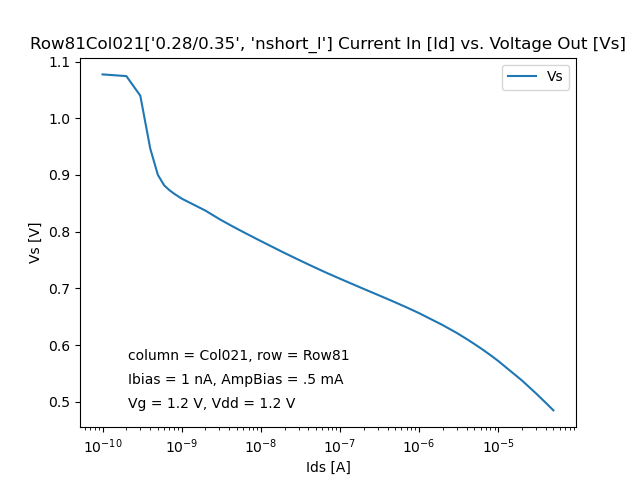 Row81Col021['0.28/0.35', 'nshort_l'] Current In [Id] vs. Voltage Out [Vs]
Vs
1.1
1.0
0.9
0.8
0.7
0.6
0.5
Vs [V]
column = Col021, row = Row81
Ibias = 1 nA, AmpBias = .5 mA
Vg = 1.2 V, Vdd = 1.2 V
10⁻¹⁰ 10⁻⁹ 10⁻⁸ 10⁻⁷ 10⁻⁶ 10⁻⁵
Ids [A]